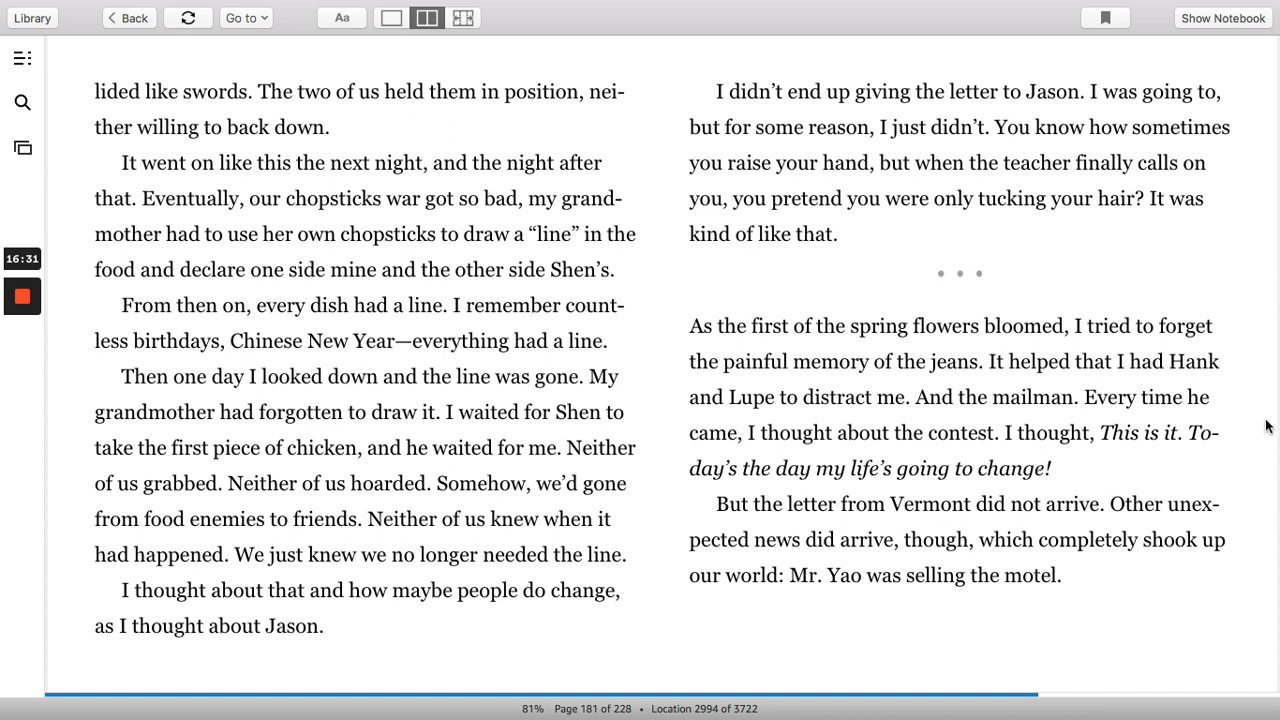 Library
Back
Go to
Aa
Show Notebook
lided like swords. The two of us held them in position, nei-
ther willing to back down.
It went on like this the next night, and the night after
that. Eventually, our chopsticks war got so bad, my grand-
mother had to use her own chopsticks to draw a “line” in the
food and declare one side mine and the other side Shen’s.
From then on, every dish had a line. I remember count-
less birthdays, Chinese New Year—everything had a line.
Then one day I looked down and the line was gone. My
grandmother had forgotten to draw it. I waited for Shen to
take the first piece of chicken, and he waited for me. Neither
of us grabbed. Neither of us hoarded. Somehow, we’d gone
from food enemies to friends. Neither of us knew when it
had happened. We just knew we no longer needed the line.
I thought about that and how maybe people do change,
as I thought about Jason.
16:31
I didn’t end up giving the letter to Jason. I was going to,
but for some reason, I just didn’t. You know how sometimes
you raise your hand, but when the teacher finally calls on
you, you pretend you were only tucking your hair? It was
kind of like that.
• • •
As the first of the spring flowers bloomed, I tried to forget
the painful memory of the jeans. It helped that I had Hank
and Lupe to distract me. And the mailman. Every time he
came, I thought about the contest. I thought, This is it. To-
day’s the day my life’s going to change!
But the letter from Vermont did not arrive. Other unex-
pected news did arrive, though, which completely shook up
our world: Mr. Yao was selling the motel.
81% Page 181 of 228 • Location 2994 of 3722